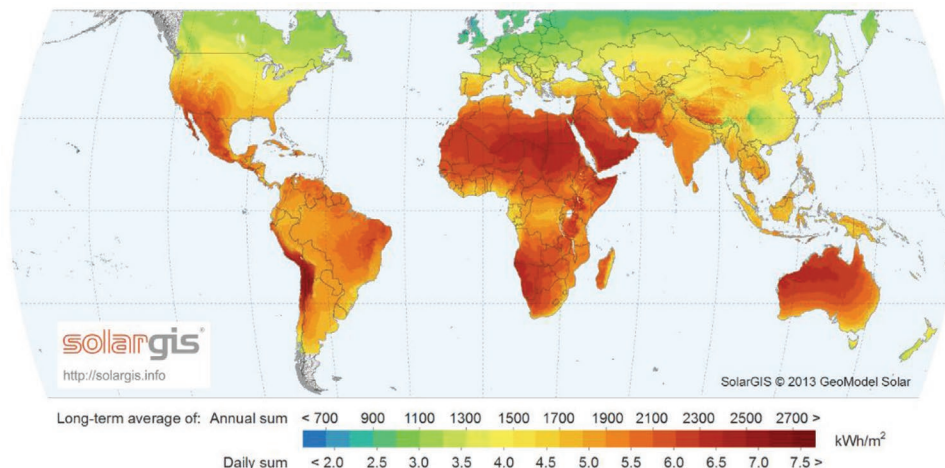 solargis®
http://solargis.info
SolarGIS © 2013 GeoModel Solar
Long-term average of: Annual sum < 700 900 1100 1300 1500 1700 1900 2100 2300 2500 2700 >
kWh/m²
Daily sum < 2.0 2.5 3.0 3.5 4.0 4.5 5.0 5.5 6.0 6.5 7.0 7.5 >